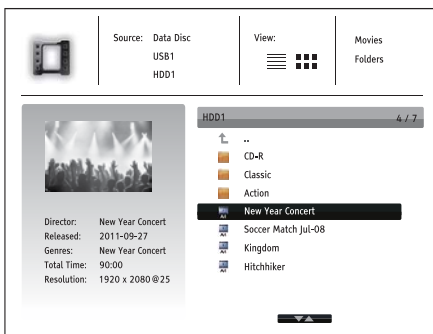 Source: Data Disc
USB1
HDD1
View:
Movies
Folders
HDD1 4 / 7
..
CD-R
Classic
Action
New Year Concert
Soccer Match Jul-08
Kingdom
Hitchhiker
Director: New Year Concert
Released: 2011-09-27
Genres: New Year Concert
Total Time: 90:00
Resolution: 1920 x 2080@25